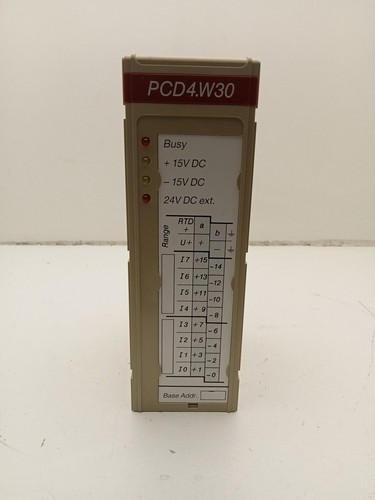 PCD4.W30
Busy
+ 15V DC
– 15V DC
24V DC ext.
Range
RTD + a b
U+ + –
I7 +15 -14
I6 +13 -12
I5 +11 -10
I4 + 9 - 8
I3 + 7 - 6
I2 + 5 - 4
I1 + 3 - 2
I0 + 1 - 0
Base Addr.